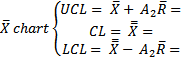 UCL = X̿ + A₂R̅ =
X̅ chart { CL = X̿ =
LCL = X̿ − A₂R̅ =